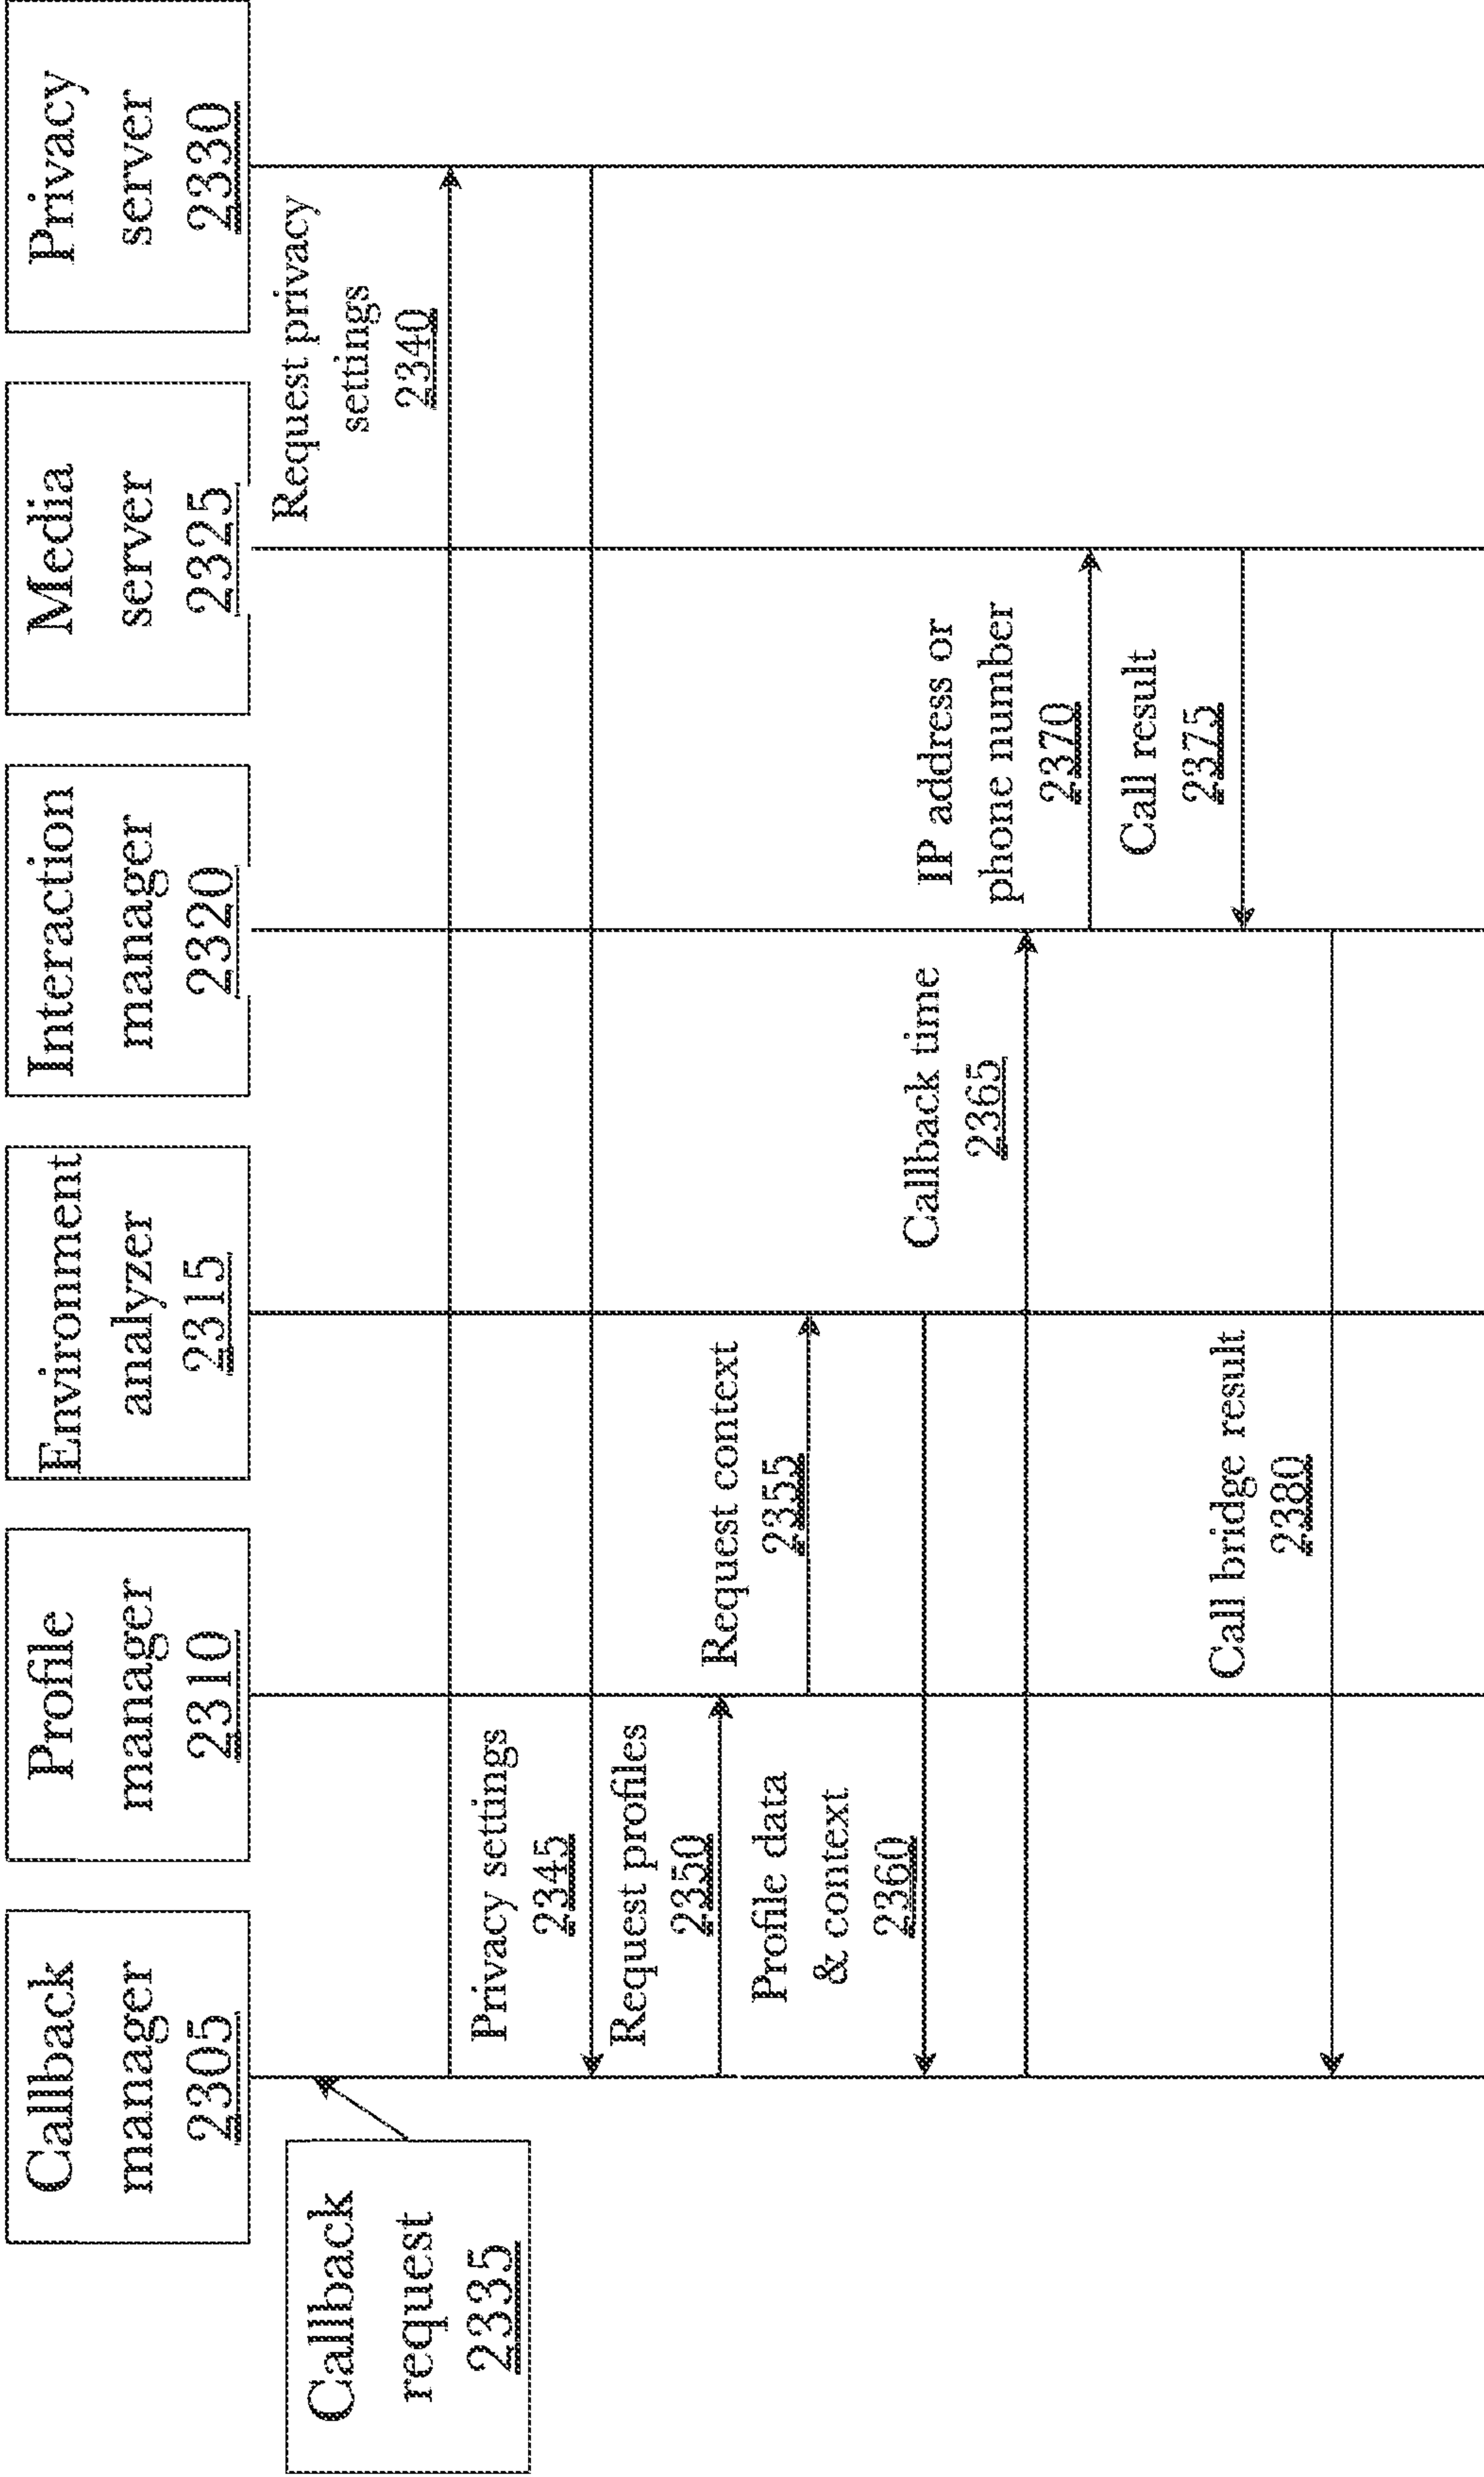 Callback
manager
2305
Profile
manager
2310
Environment
analyzer
2315
Interaction
manager
2320
Media
server
2325
Privacy
server
2330
Callback
request
2335
Request privacy
settings
2340
Privacy settings
2345
Request profiles
2350
Request context
2355
Profile data
& context
2360
Callback time
2365
IP address or
phone number
2370
Call result
2375
Call bridge result
2380